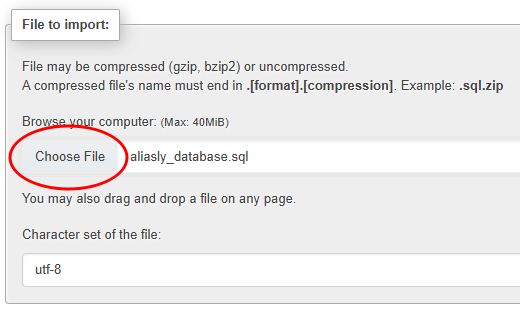 File to import:
File may be compressed (gzip, bzip2) or uncompressed.
A compressed file's name must end in .[format].[compression]. Example: .sql.zip
Browse your computer: (Max: 40MiB)
Choose File aliasly_database.sql
You may also drag and drop a file on any page.
Character set of the file:
utf-8